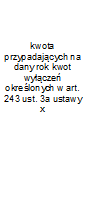 kwota
przypadających na
dany rok kwot
wyłączeń
określonych w art.
243 ust. 3a ustawy
x